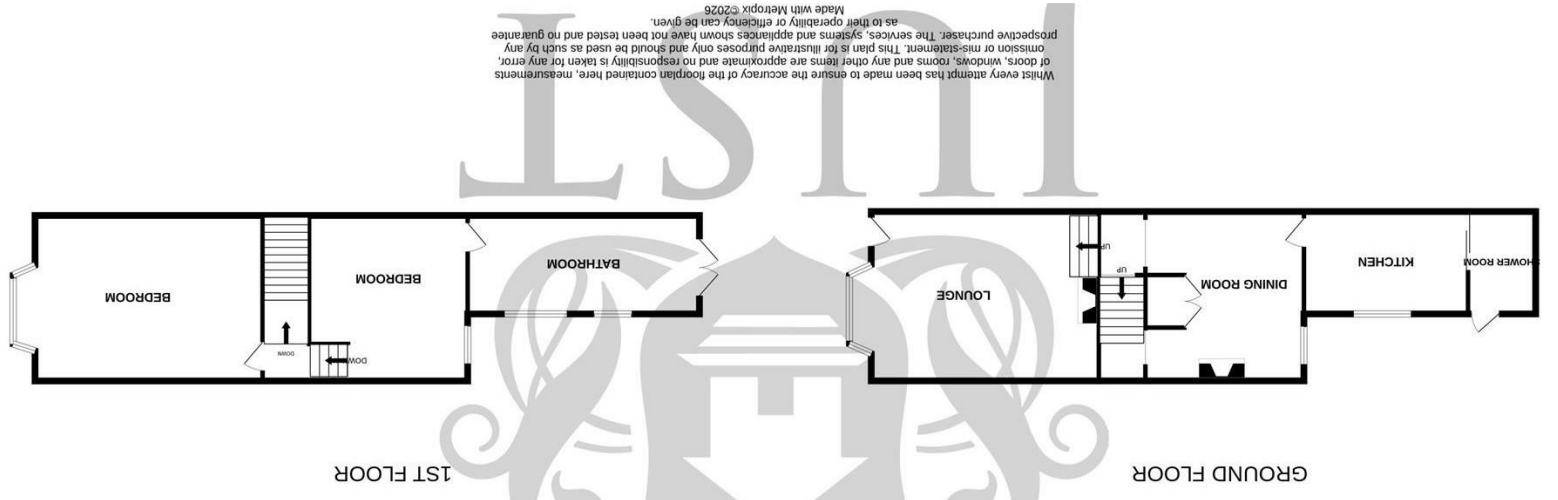 GROUND FLOOR
1ST FLOOR
UP
DOWN
DOWN
SHOWER ROOM
KITCHEN
DINING ROOM
LOUNGE
UP
BATHROOM
BEDROOM
BEDROOM
JUST
Whilst every attempt has been made to ensure the accuracy of the floorplan contained here, measurements
of doors, windows, rooms and any other items are approximate and no responsibility is taken for any error,
omission or mis-statement. This plan is for illustrative purposes only and should be used as such by any
prospective purchaser. The services, systems and appliances shown have not been tested and no guarantee
as to their operability or efficiency can be given.
Made with Metropix ©2026